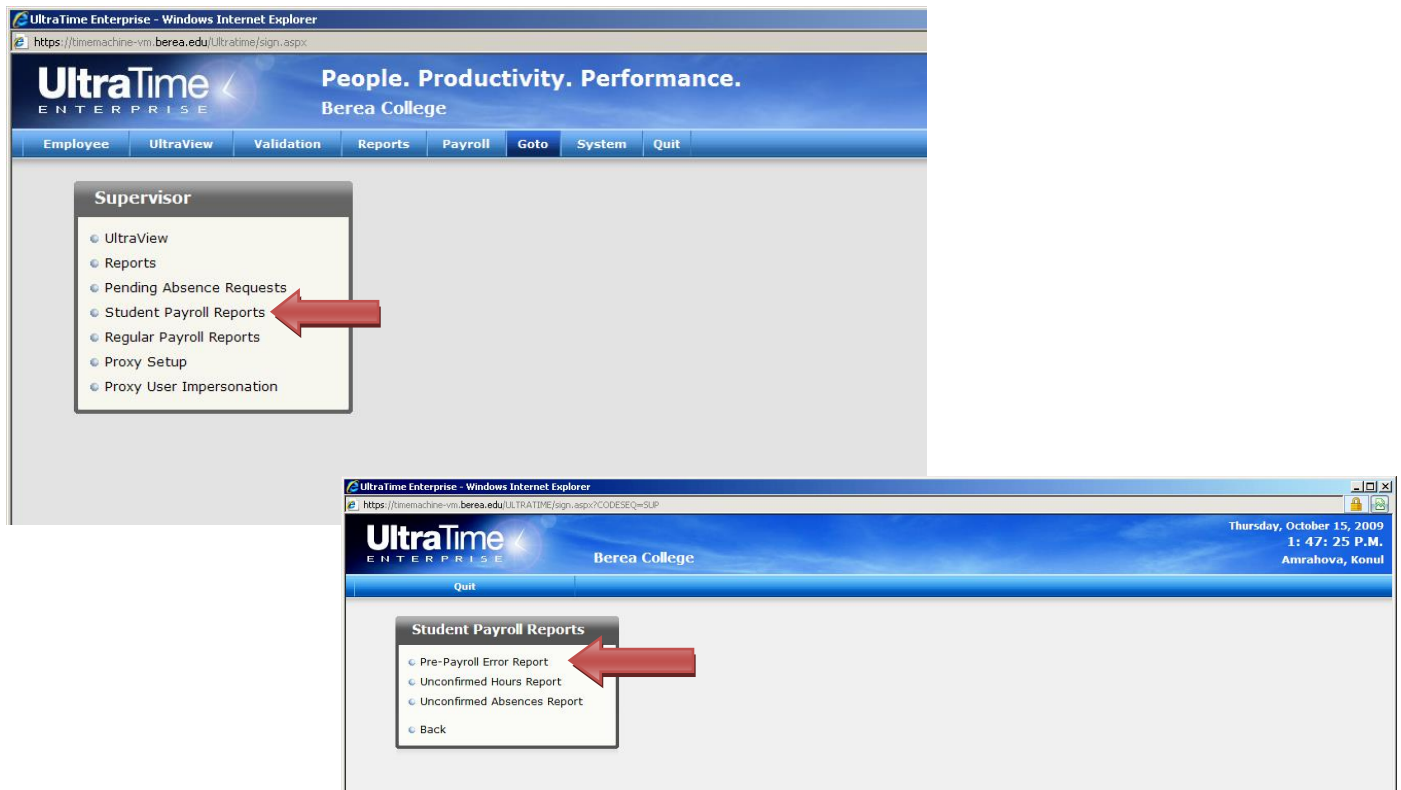 UltraTime Enterprise - Windows Internet Explorer
https://timemachine-vm.berea.edu/Ultratime/sign.aspx
UltraTime
ENTERPRISE
People. Productivity. Performance.
Berea College
Employee UltraView Validation Reports Payroll Goto System Quit
Supervisor
UltraView
Reports
Pending Absence Requests
Student Payroll Reports
Regular Payroll Reports
Proxy Setup
Proxy User Impersonation
UltraTime Enterprise - Windows Internet Explorer
https://timemachine-vm.berea.edu/ULTRATIME/sign.aspx?CODESEQ=SUP
UltraTime
ENTERPRISE
Berea College
Thursday, October 15, 2009
1: 47: 25 P.M.
Amrahova, Konul
Quit
Student Payroll Reports
Pre-Payroll Error Report
Unconfirmed Hours Report
Unconfirmed Absences Report
Back